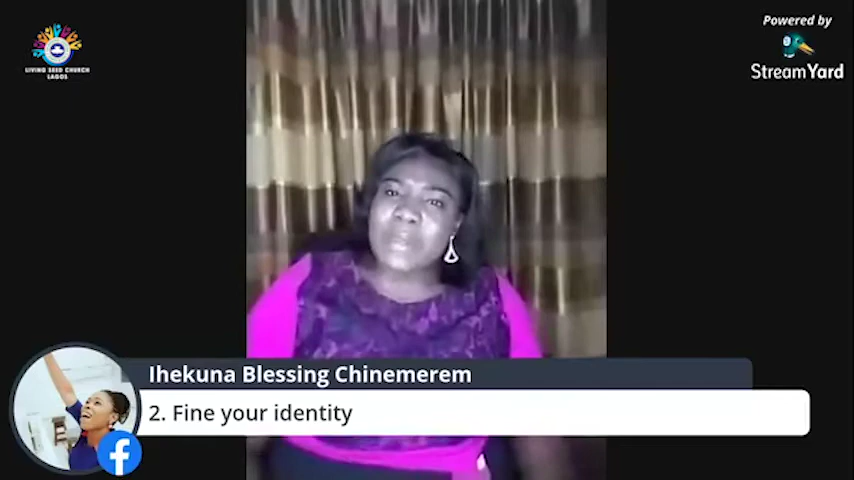 LIVING SEED CHURCH
LAGOS
Powered by
StreamYard
Ihekuna Blessing Chinemerem
2. Fine your identity